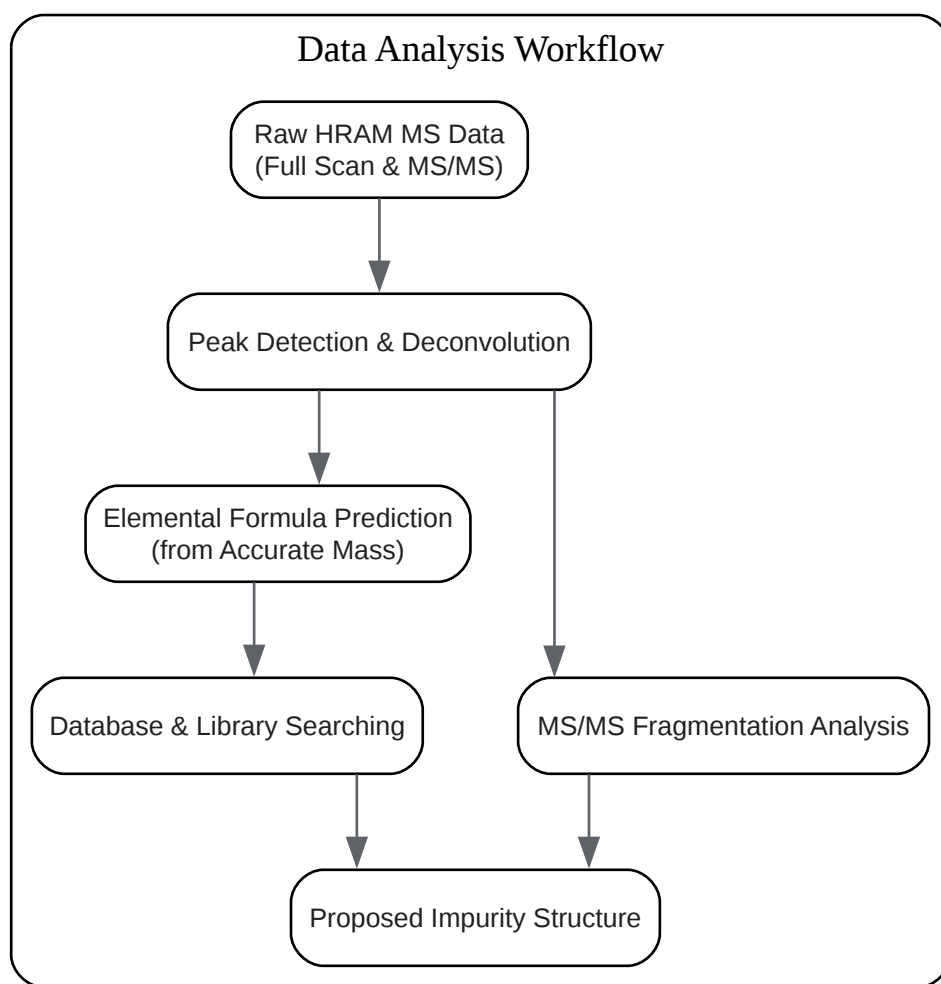 Data Analysis Workflow
Raw HRAM MS Data
(Full Scan & MS/MS)
Peak Detection & Deconvolution
Elemental Formula Prediction
(from Accurate Mass)
Database & Library Searching
MS/MS Fragmentation Analysis
Proposed Impurity Structure